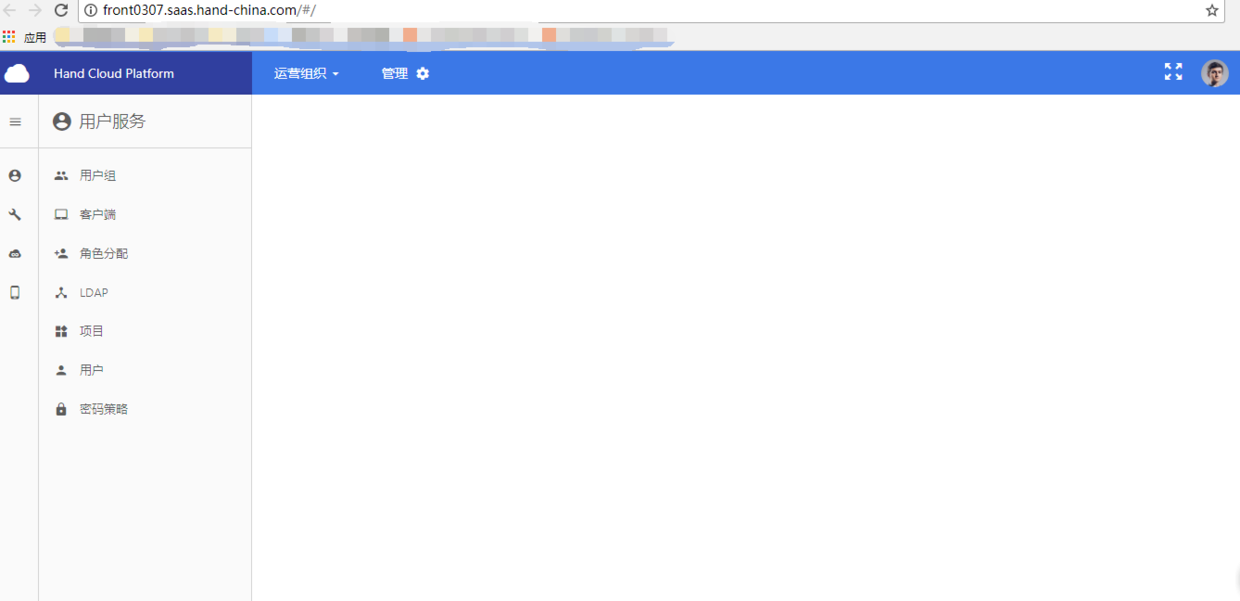 front0307.saas.hand-china.com/#/
应用
Hand Cloud Platform 运营组织 管理
用户服务
用户组
客户端
角色分配
LDAP
项目
用户
密码策略